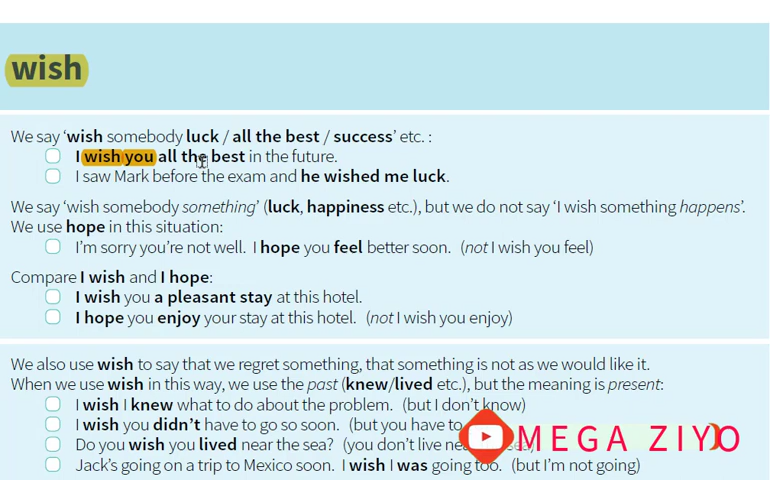 wish
We say ‘wish somebody luck / all the best / success’ etc. :
I wish you all the best in the future.
I saw Mark before the exam and he wished me luck.
We say ‘wish somebody something’ (luck, happiness etc.), but we do not say ‘I wish something happens’.
We use hope in this situation:
I’m sorry you’re not well. I hope you feel better soon. (not I wish you feel)
Compare I wish and I hope:
I wish you a pleasant stay at this hotel.
I hope you enjoy your stay at this hotel. (not I wish you enjoy)
We also use wish to say that we regret something, that something is not as we would like it.
When we use wish in this way, we use the past (knew/lived etc.), but the meaning is present:
I wish I knew what to do about the problem. (but I don’t know)
I wish you didn’t have to go so soon. (but you have to
Do you wish you lived near the sea? (you don’t live
Jack’s going on a trip to Mexico soon. I wish I was going too. (but I’m not going)
MEGA ZIYO